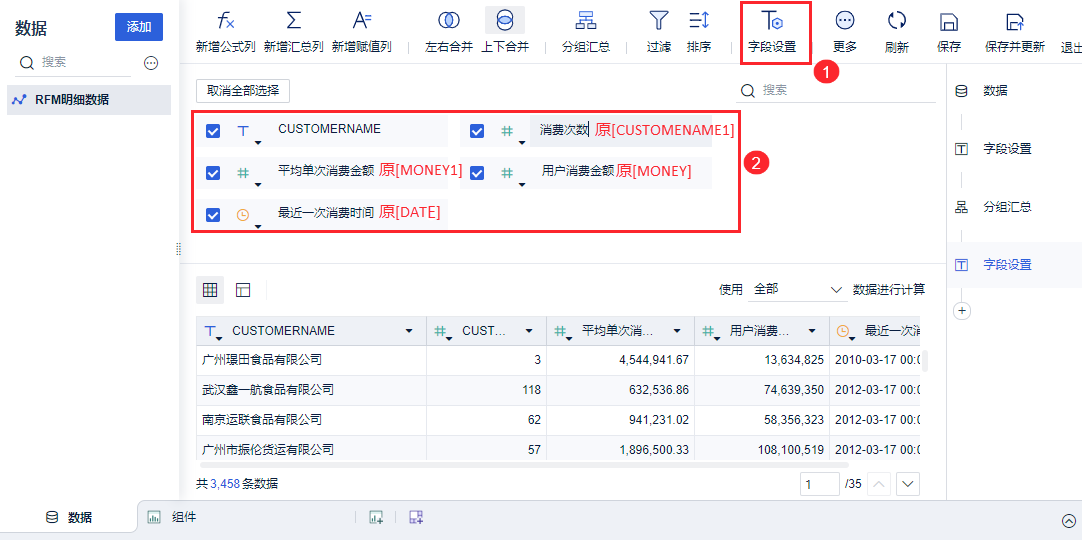 数据
添加
搜索
RFM明细数据
新增公式列 新增汇总列 新增赋值列 左右合并 上下合并 分组汇总 过滤 排序 字段设置 更多 刷新 保存 保存并更新 退出
1
取消全部选择
搜索
CUSTOMERNAME 消费次数 原[CUSTOMENAME1]
平均单次消费金额 原[MONEY1] 用户消费金额 原[MONEY]
最近一次消费时间 原[DATE]
2
数据
字段设置
分组汇总
字段设置
使用 全部 数据进行计算
CUSTOMERNAME CUST... 平均单次消... 用户消费... 最近一次消
广州璟田食品有限公司 3 4,544,941.67 13,634,825 2010-03-17 00:0
武汉鑫一航食品有限公司 118 632,536.86 74,639,350 2012-03-17 00:0
南京运联食品有限公司 62 941,231.02 58,356,323 2012-03-17 00:0
广州市振伦货运有限公司 57 1,896,500.33 108,100,519 2012-03-17 00:0
共 3,458 条数据
1 /35
数据 组件